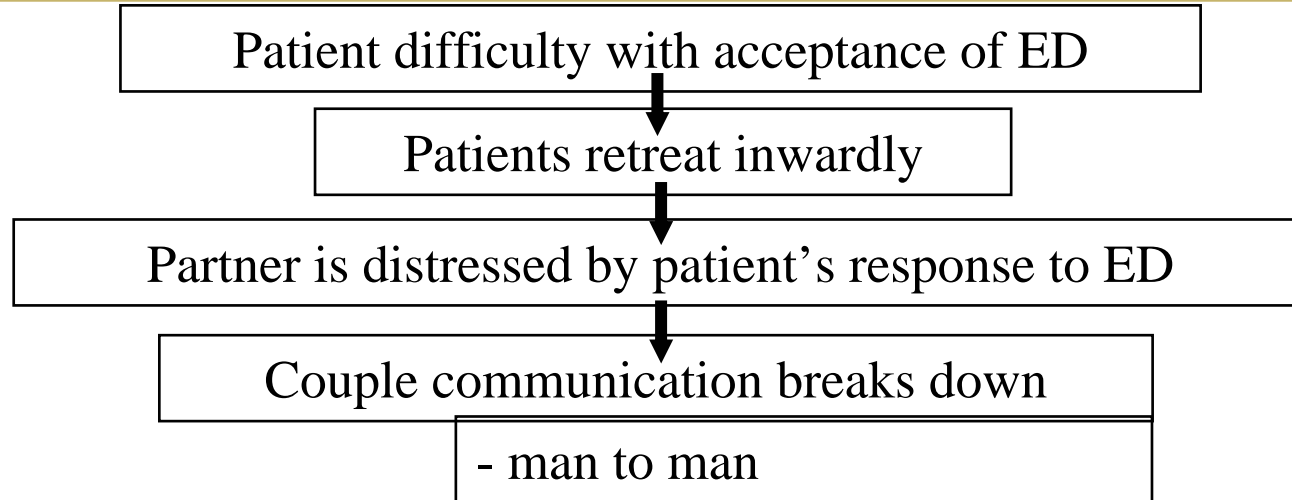 Patient difficulty with acceptance of ED
Patients retreat inwardly
Partner is distressed by patient’s response to ED
Couple communication breaks down
- man to man